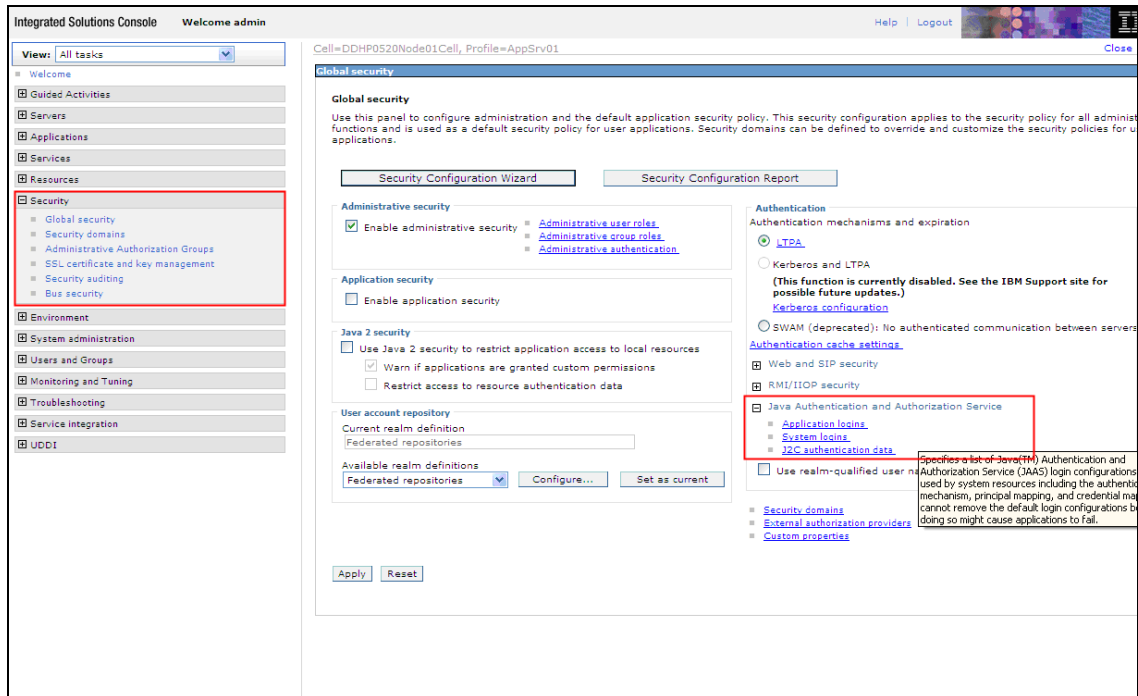 Integrated Solutions Console Welcome admin
Help | Logout
View: All tasks
Welcome
Guided Activities
Servers
Applications
Services
Resources
Security
Global security
Security domains
Administrative Authorization Groups
SSL certificate and key management
Security auditing
Bus security
Environment
System administration
Users and Groups
Monitoring and Tuning
Troubleshooting
Service integration
UDDI
Cell=DDHP0520Node01Cell, Profile=AppSrv01
Close
Global security
Global security
Use this panel to configure administration and the default application security policy. This security configuration applies to the security policy for all administ
functions and is used as a default security policy for user applications. Security domains can be defined to override and customize the security policies for u
applications.
Security Configuration Wizard
Security Configuration Report
Administrative security
Enable administrative security
Administrative user roles
Administrative group roles
Administrative authentication
Application security
Enable application security
Java 2 security
Use Java 2 security to restrict application access to local resources
Warn if applications are granted custom permissions
Restrict access to resource authentication data
User account repository
Current realm definition
Federated repositories
Available realm definitions
Federated repositories
Configure...
Set as current
Authentication
Authentication mechanisms and expiration
LTPA
Kerberos and LTPA
(This function is currently disabled. See the IBM Support site for
possible future updates.)
Kerberos configuration
SWAM (deprecated): No authenticated communication between servers
Authentication cache settings
Web and SIP security
RMI/IIOP security
Java Authentication and Authorization Service
Application logins
System logins
J2C authentication data
Use realm-qualified user na
Specifies a list of Java(TM) Authentication and
Authorization Service (JAAS) login configurations
used by system resources including the authentic
mechanism, principal mapping, and credential ma
cannot remove the default login configurations b
doing so might cause applications to fail.
Security domains
External authorization providers
Custom properties
Apply
Reset